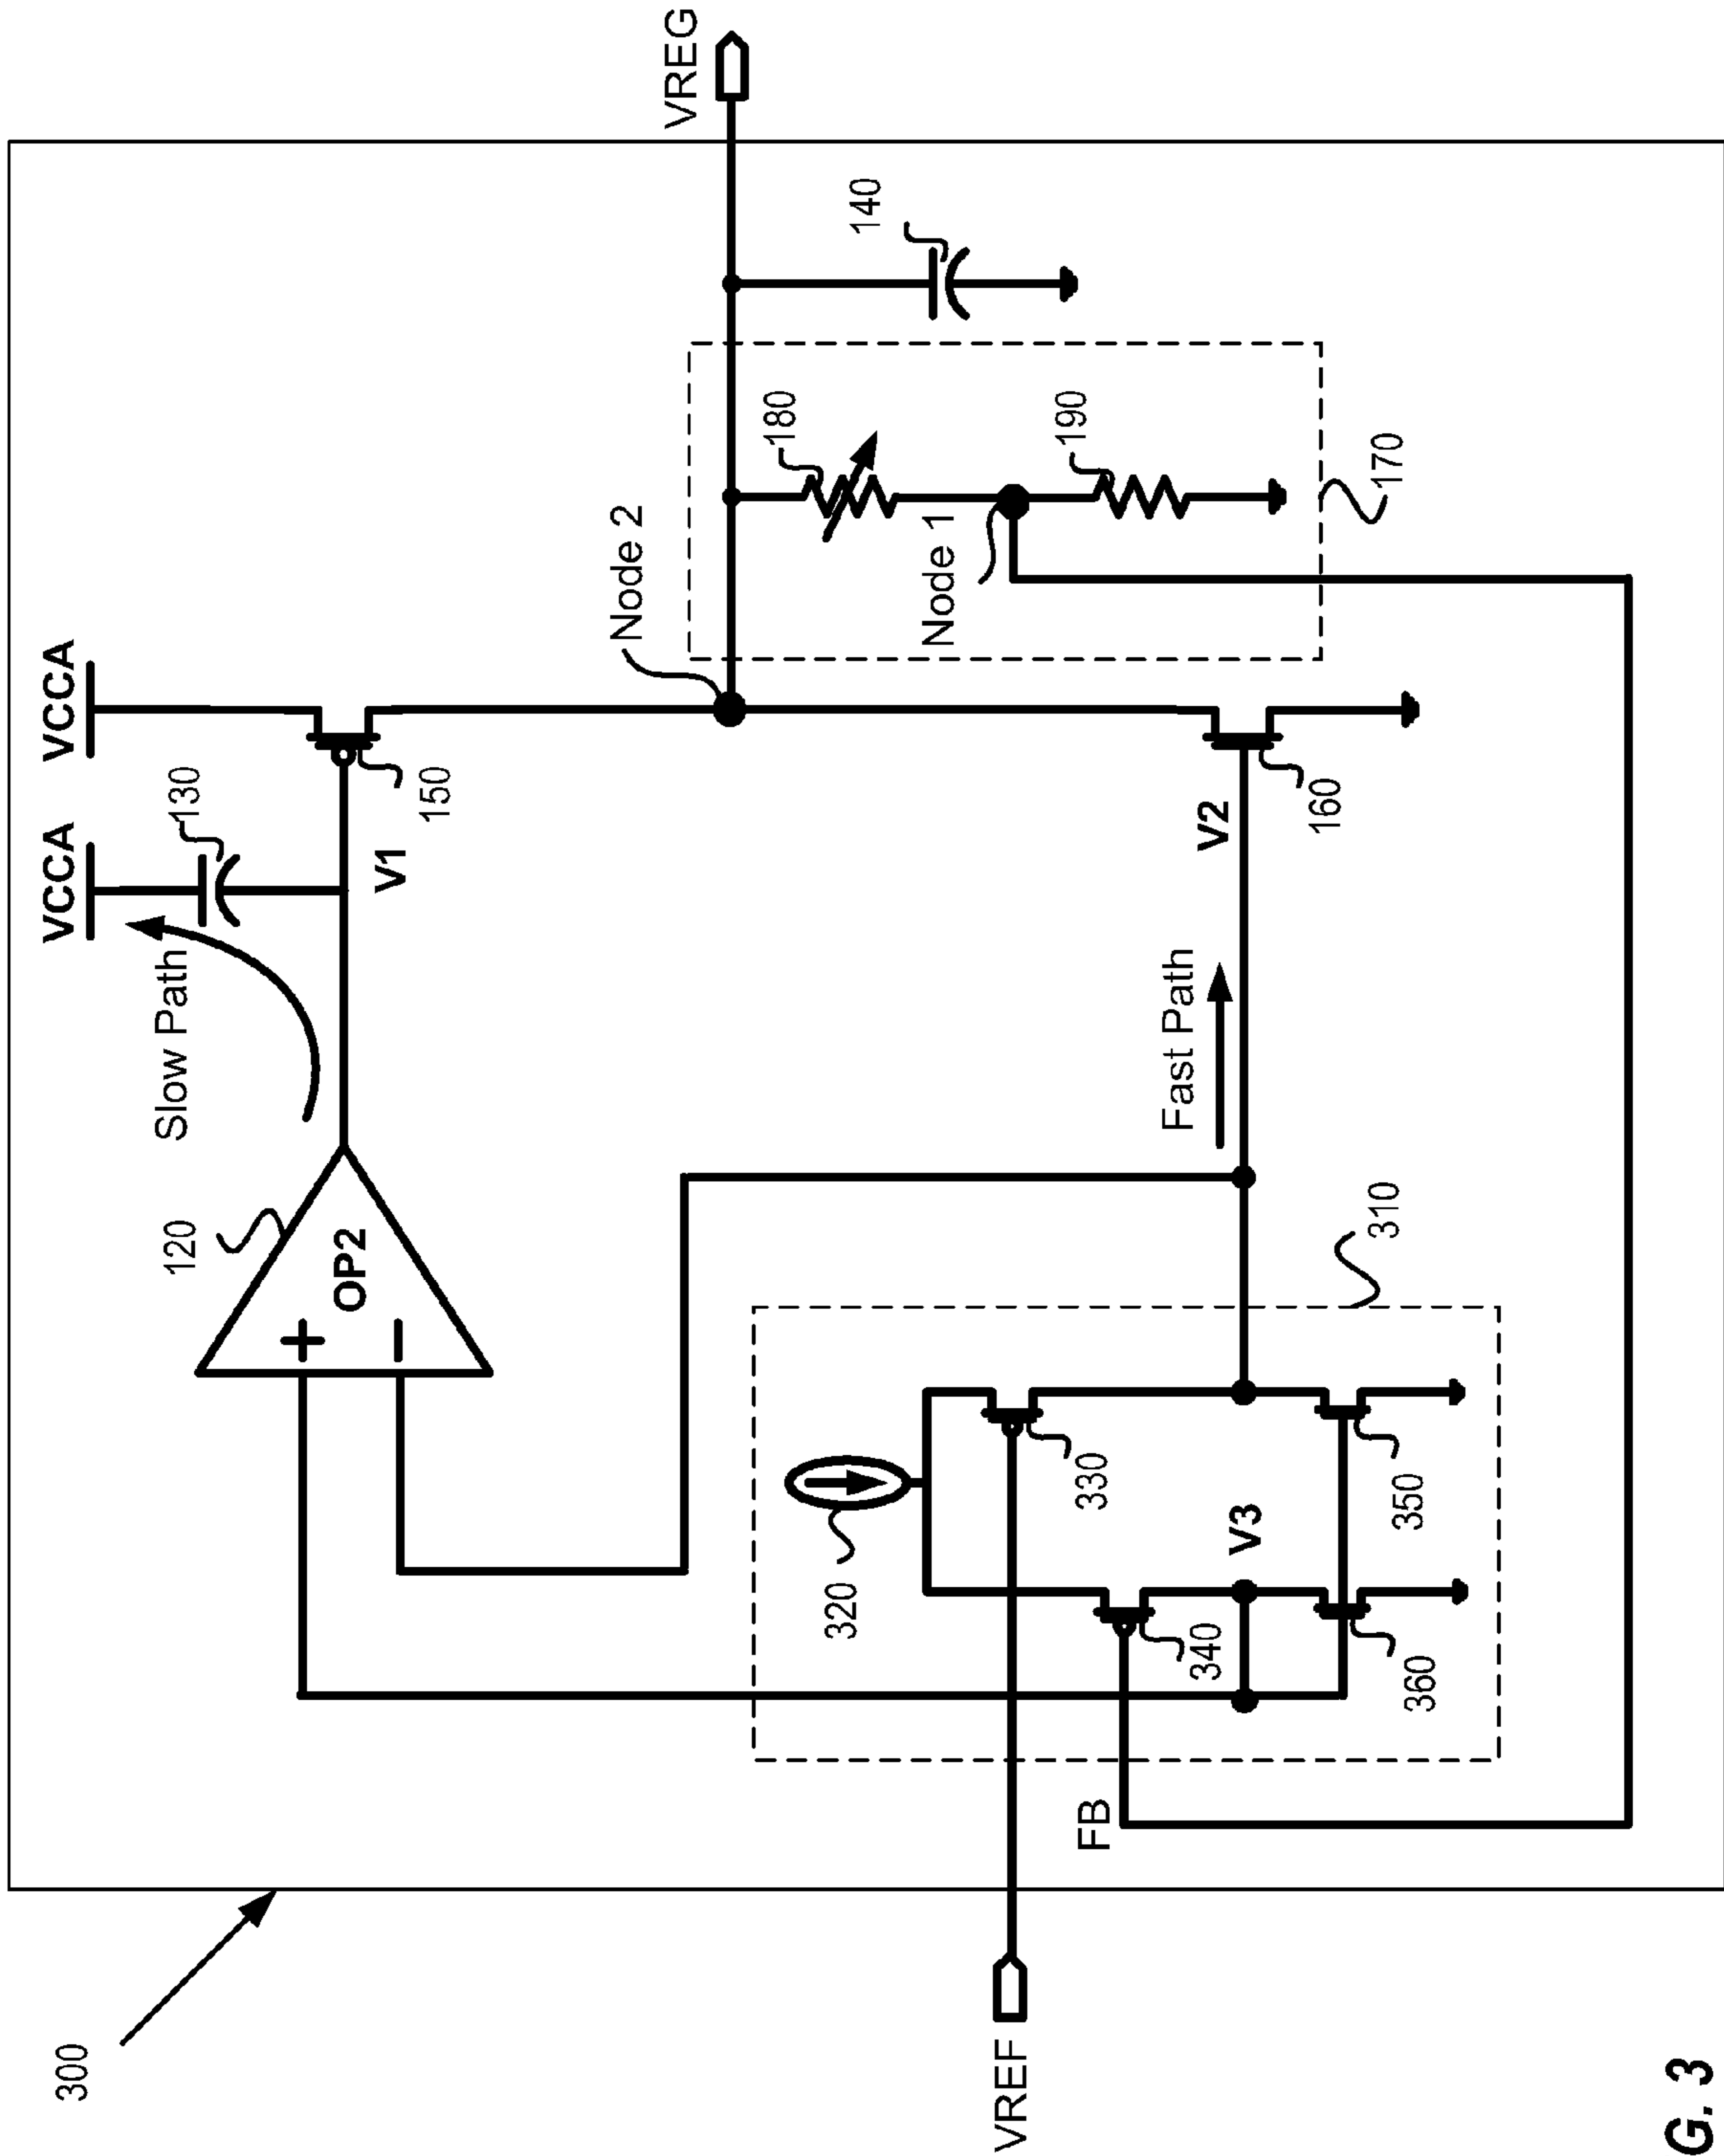 300
VCCA
VCCA
Slow Path
130
V1
150
120
OP2
+
−
Node 2
VREG
180
140
Node 1
190
170
Fast Path
V2
160
310
320
330
V3
340
350
360
FB
VREF
G. 3